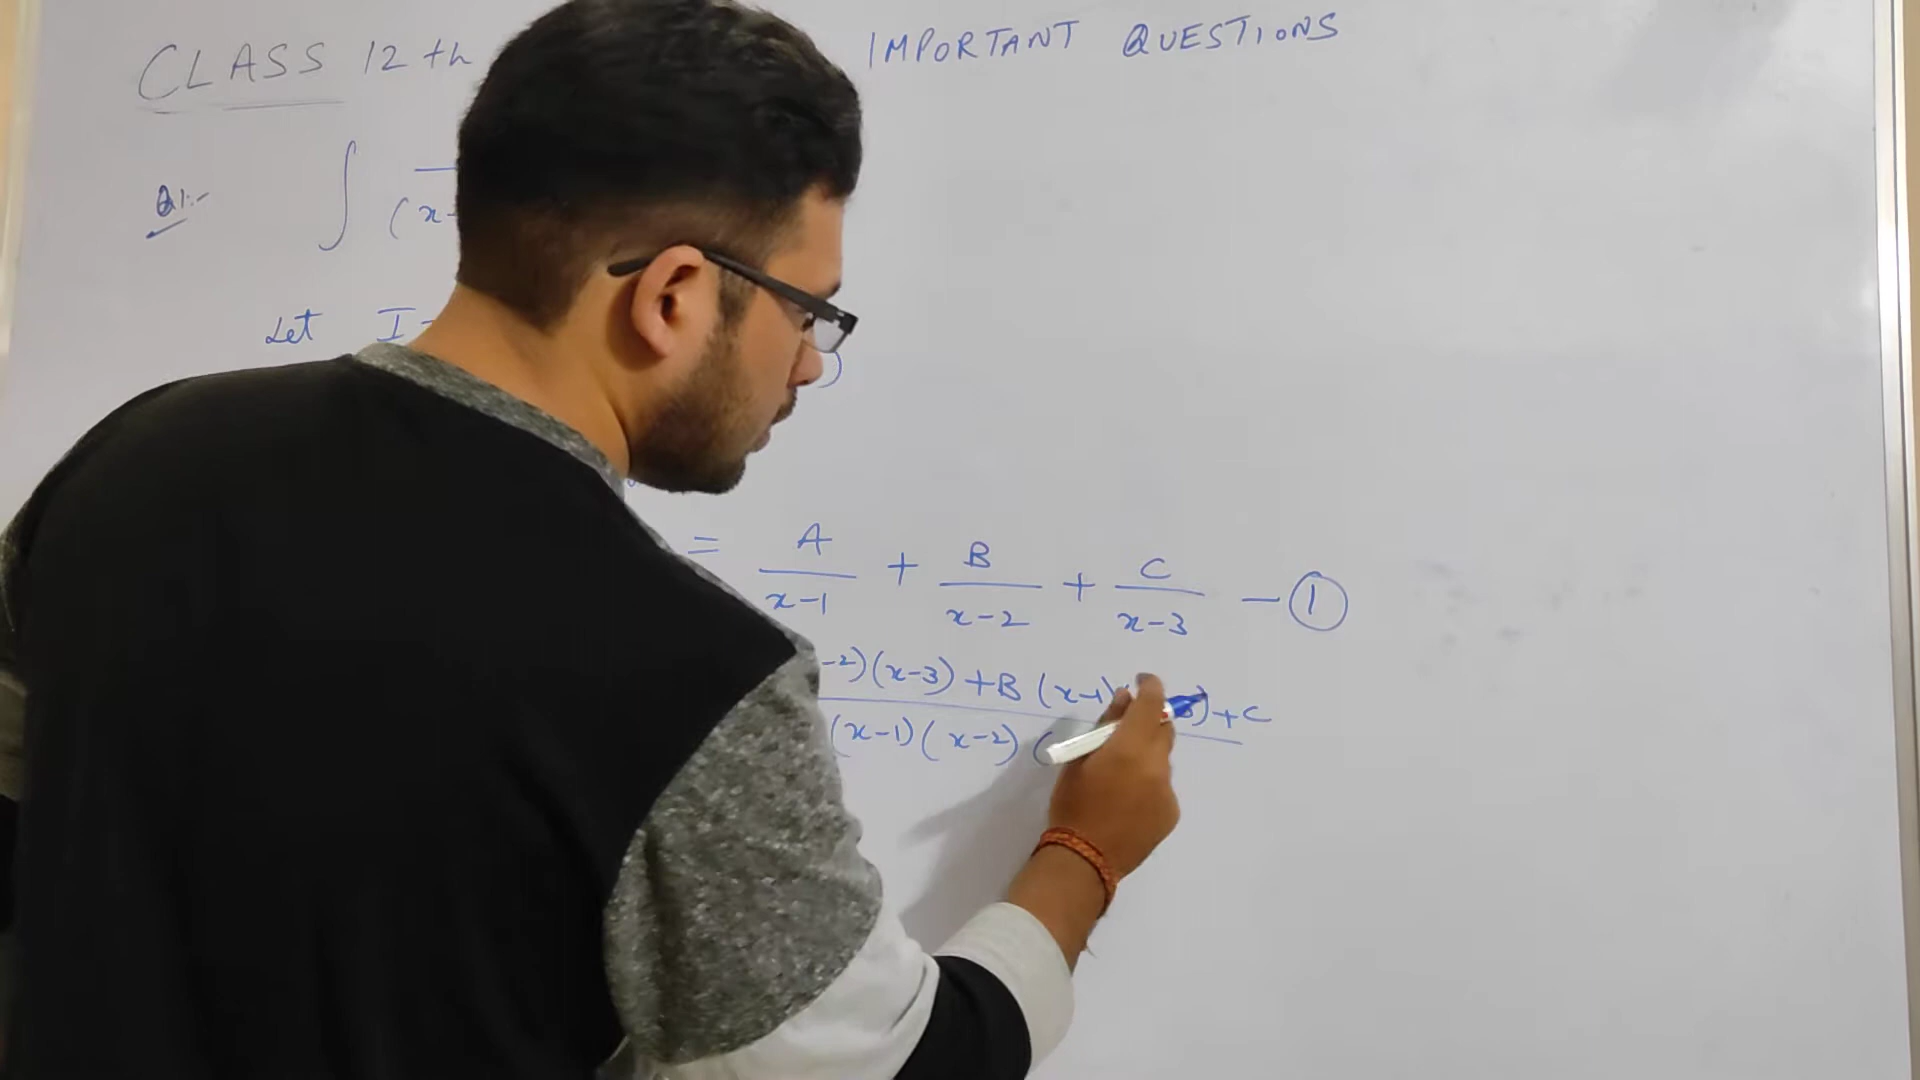 CLASS 12th IMPORTANT QUESTIONS
Q1:- ∫ (x-
Let I )
= A/(x-1) + B/(x-2) + C/(x-3) - ①
-2)(x-3) + B (x-1) ) + C
(x-1) (x-2) (